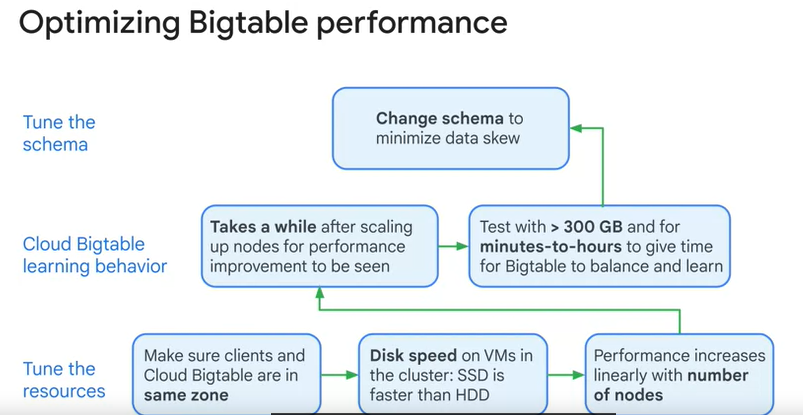 Optimizing Bigtable performance
Tune the
schema
Change schema to
minimize data skew
Cloud Bigtable
learning behavior
Takes a while after scaling
up nodes for performance
improvement to be seen
Test with > 300 GB and for
minutes-to-hours to give time
for Bigtable to balance and learn
Tune the
resources
Make sure clients and
Cloud Bigtable are in
same zone
Disk speed on VMs in
the cluster: SSD is
faster than HDD
Performance increases
linearly with number
of nodes